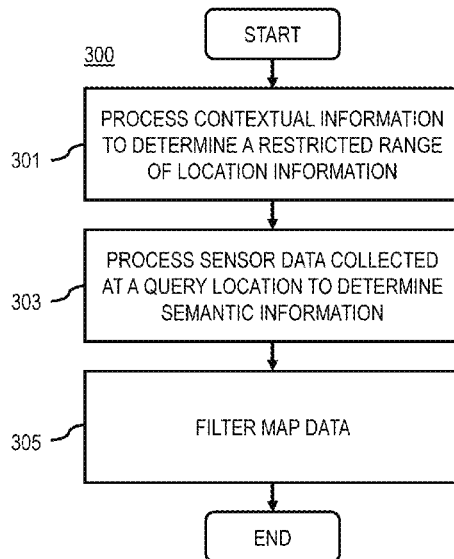 START
300
PROCESS CONTEXTUAL INFORMATION
TO DETERMINE A RESTRICTED RANGE
OF LOCATION INFORMATION
301
PROCESS SENSOR DATA COLLECTED
AT A QUERY LOCATION TO DETERMINE
SEMANTIC INFORMATION
303
FILTER MAP DATA
305
END